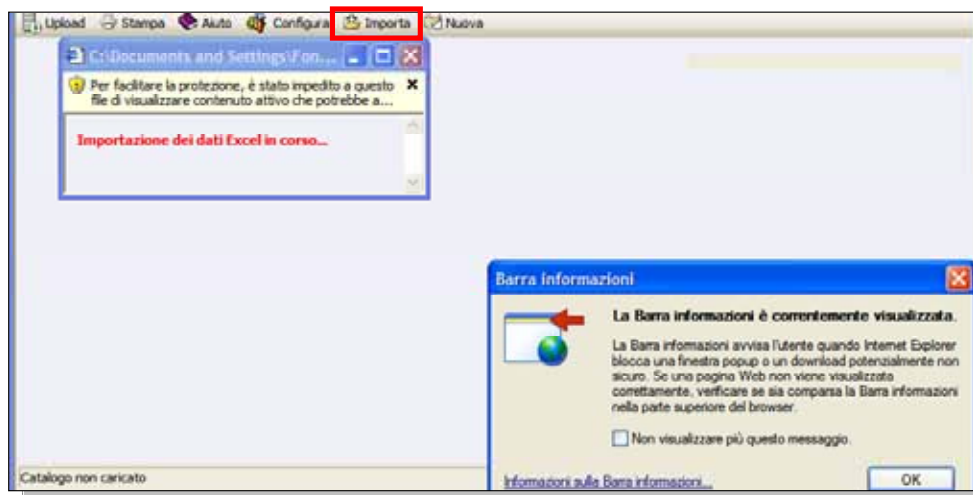 Upload Stampa Aiuto Configura Importa Nuova
C:\Documents and Settings\Fon...
Per facilitare la protezione, è stato impedito a questo
file di visualizzare contenuto attivo che potrebbe a...
Importazione dei dati Excel in corso...
Barra informazioni
La Barra informazioni è correntemente visualizzata.
La Barra informazioni avvisa l'utente quando Internet Explorer
blocca una finestra popup o un download potenzialmente non
sicuro. Se una pagina Web non viene visualizzata
correttamente, verificare se sia comparsa la Barra informazioni
nella parte superiore del browser.
Non visualizzare più questo messaggio.
Catalogo non caricato
Informazioni sulla Barra informazioni...
OK